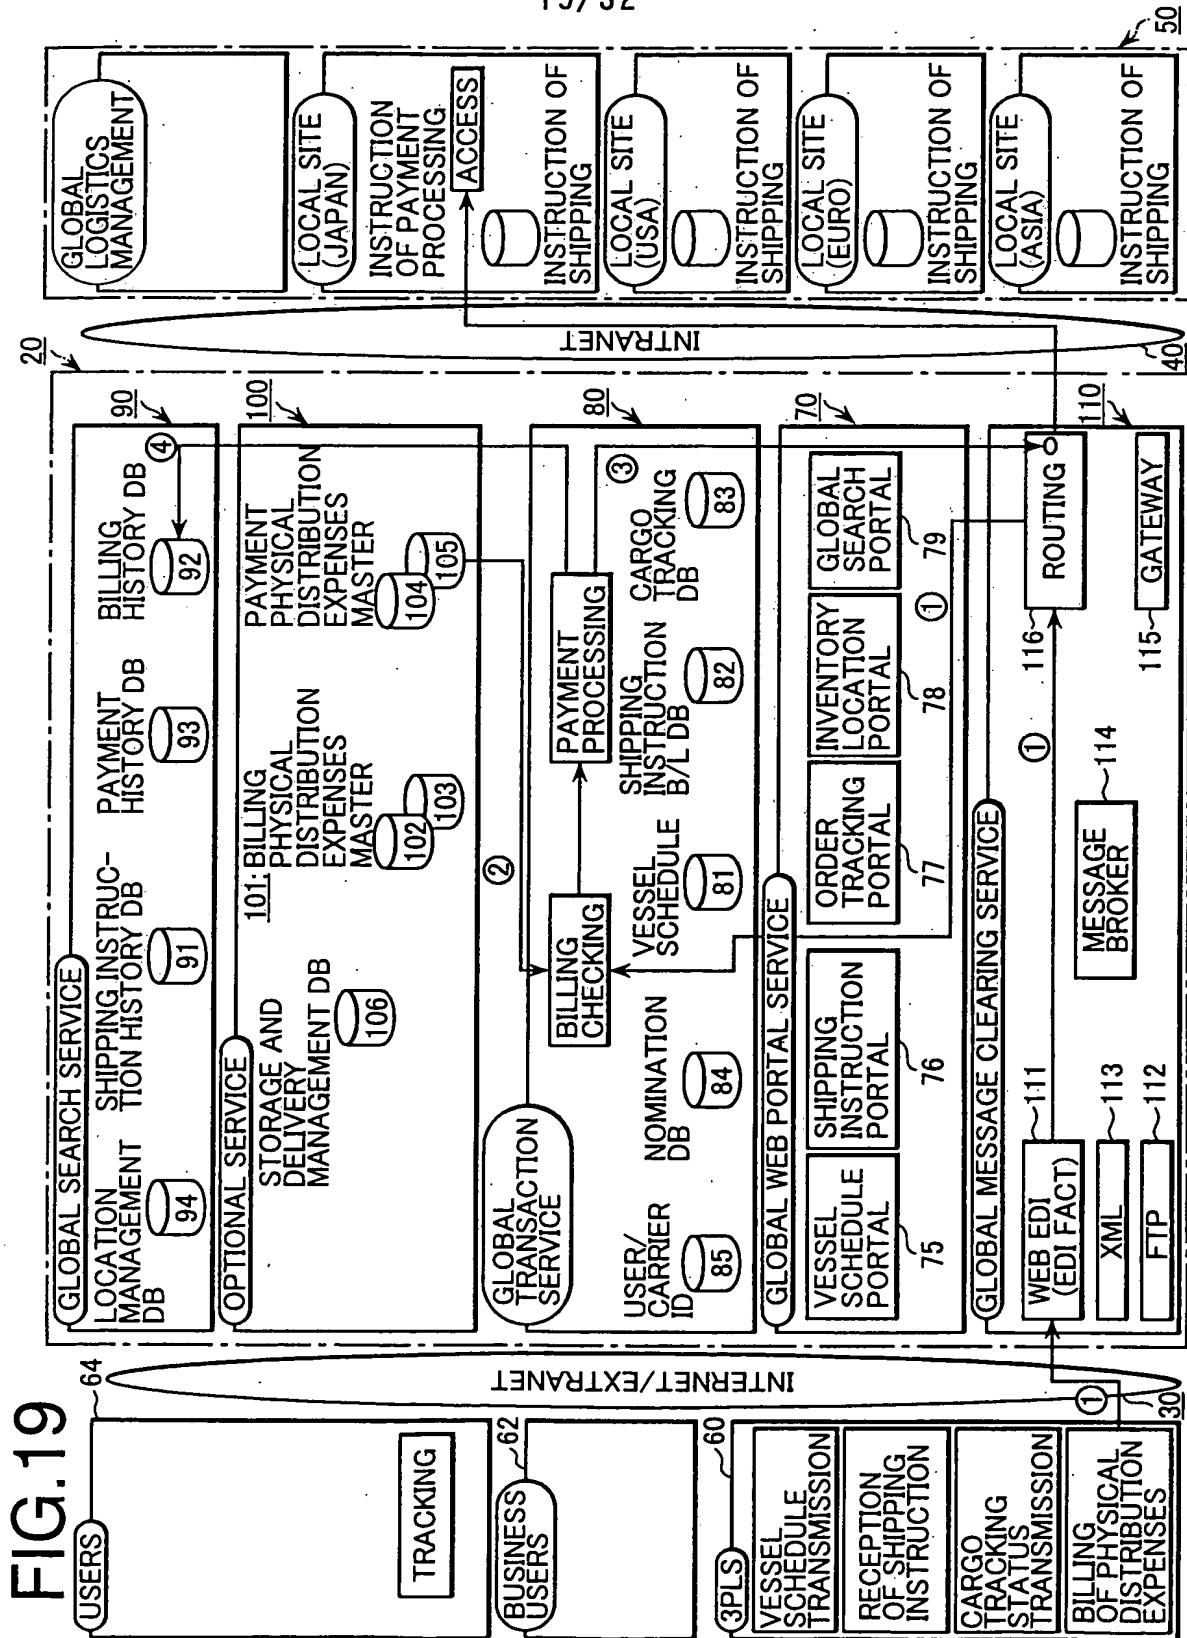 19/32
FIG.19
USERS
64
TRACKING
BUSINESS
USERS
62
3PLS
60
VESSEL
SCHEDULE
TRANSMISSION
RECEPTION
OF SHIPPING
INSTRUCTION
CARGO
TRACKING
STATUS
TRANSMISSION
BILLING
OF PHYSICAL
DISTRIBUTION
EXPENSES
INTERNET/EXTRANET
①
30
20
GLOBAL SEARCH SERVICE
90
LOCATION
MANAGEMENT
DB
94
SHIPPING INSTRUC-
TION HISTORY DB
91
PAYMENT
HISTORY DB
93
BILLING
HISTORY DB
92
④
OPTIONAL SERVICE
100
STORAGE AND
DELIVERY
MANAGEMENT DB
106
101: BILLING
PHYSICAL
DISTRIBUTION
EXPENSES
MASTER
102
103
PAYMENT
PHYSICAL
DISTRIBUTION
EXPENSES
MASTER
104
105
②
GLOBAL
TRANSACTION
SERVICE
80
BILLING
CHECKING
PAYMENT
PROCESSING
③
USER/
CARRIER
ID
85
NOMINATION
DB
84
VESSEL
SCHEDULE
81
SHIPPING
INSTRUCTION
B/L DB
82
CARGO
TRACKING
DB
83
GLOBAL WEB PORTAL SERVICE
70
VESSEL
SCHEDULE
PORTAL
75
SHIPPING
INSTRUCTION
PORTAL
76
ORDER
TRACKING
PORTAL
77
INVENTORY
LOCATION
PORTAL
78
GLOBAL
SEARCH
PORTAL
79
①
GLOBAL MESSAGE CLEARING SERVICE
110
WEB EDI
(EDI FACT)
111
XML
113
FTP
112
MESSAGE
BROKER
114
①
ROUTING
116
GATEWAY
115
INTRANET
40
50
GLOBAL
LOGISTICS
MANAGEMENT
LOCAL SITE
(JAPAN)
INSTRUCTION
OF PAYMENT
PROCESSING
ACCESS
INSTRUCTION OF
SHIPPING
LOCAL SITE
(USA)
INSTRUCTION OF
SHIPPING
LOCAL SITE
(EURO)
INSTRUCTION OF
SHIPPING
LOCAL SITE
(ASIA)
INSTRUCTION OF
SHIPPING